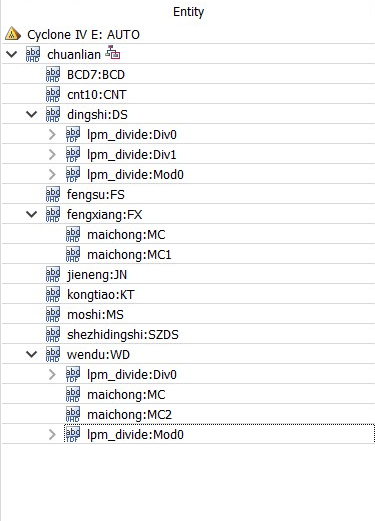 Entity
Cyclone IV E: AUTO
chuanlian
BCD7:BCD
cnt10:CNT
dingshi:DS
lpm_divide:Div0
lpm_divide:Div1
lpm_divide:Mod0
fengsu:FS
fengxiang:FX
maichong:MC
maichong:MC1
jieneng:JN
kongtiao:KT
moshi:MS
shezhidingshi:SZDS
wendu:WD
lpm_divide:Div0
maichong:MC
maichong:MC2
lpm_divide:Mod0